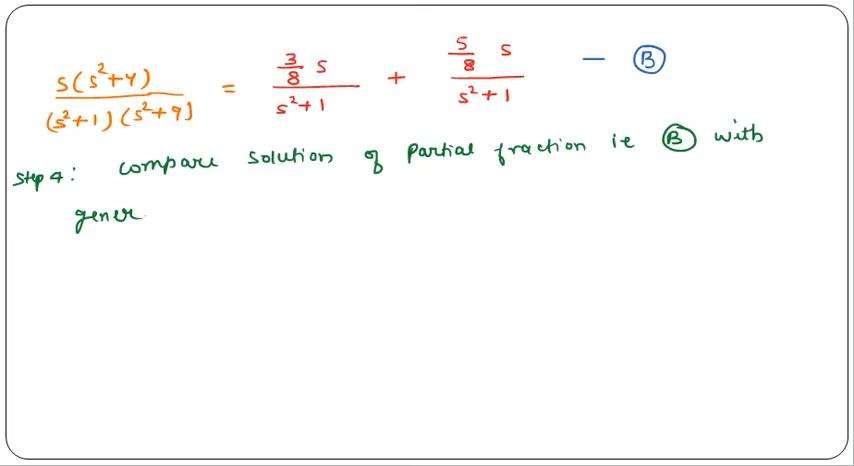 s(s²+4)/(s²+1)(s²+9) = 3/8 s/s²+1 + 5/8 s/s²+1 — B
Step 4: compare solution of partial fraction ie B with
gener